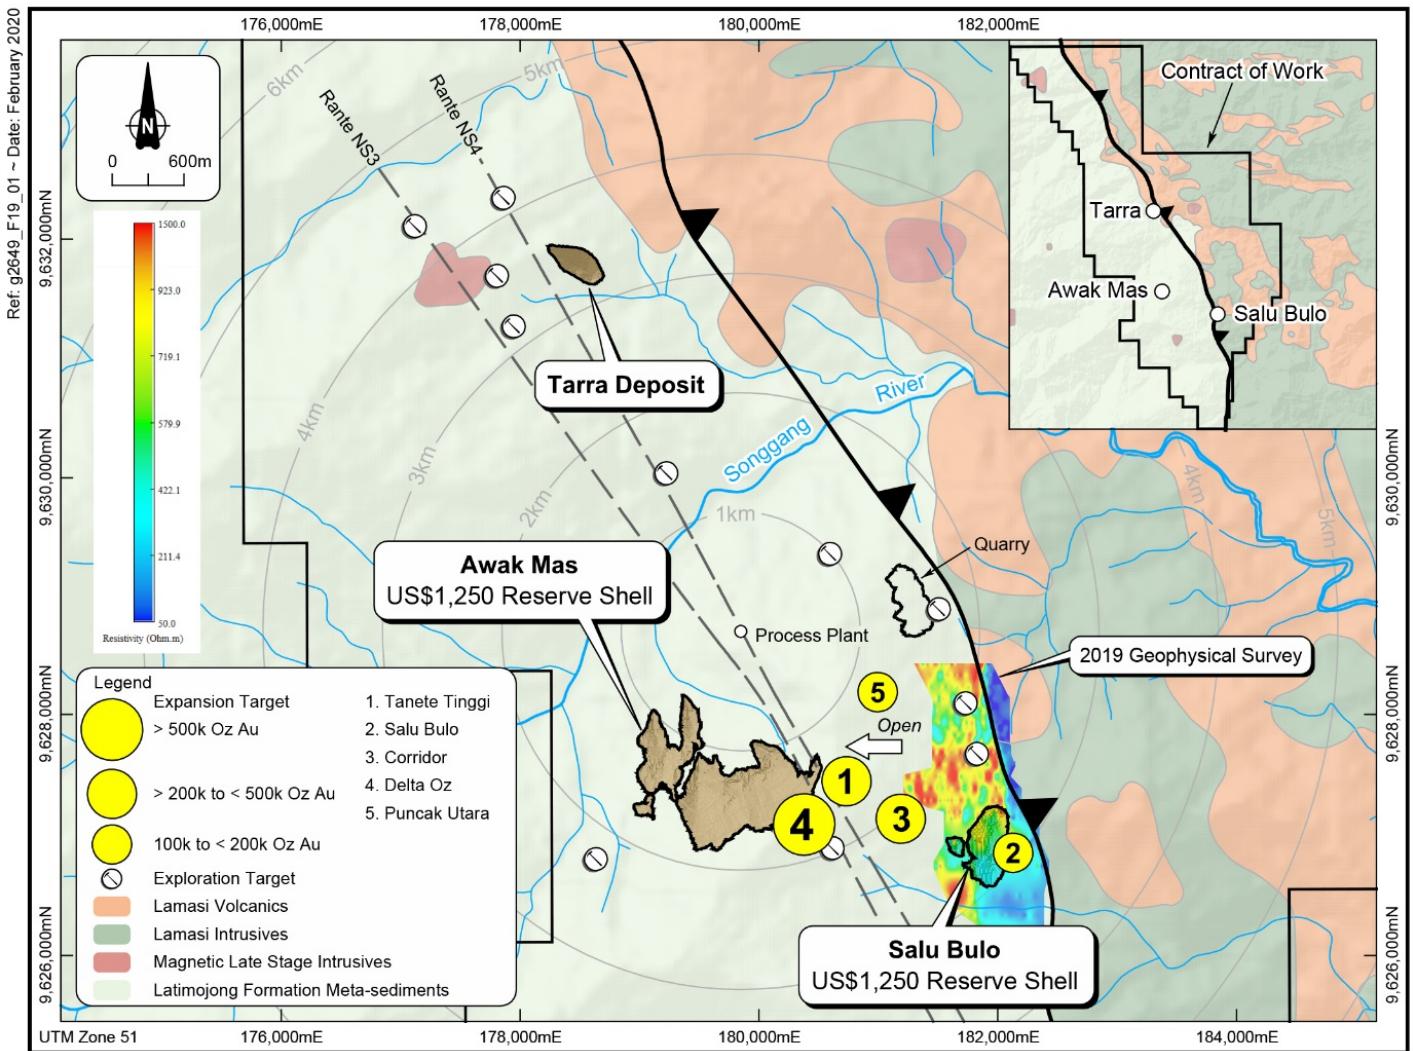 Ref: g2649_F19_01 ~ Date: February 2020
176,000mE
178,000mE
180,000mE
182,000mE
9,632,000mN
9,630,000mN
9,628,000mN
9,626,000mN
N
0 600m
1500.0
923.0
719.1
579.9
422.1
211.4
50.0
Resistivity (Ohm.m)
6km
5km
4km
3km
2km
1km
Rante NS3
Rante NS4
Tarra Deposit
Songgang River
Contract of Work
Tarra
Awak Mas
Salu Bulo
4km
5km
Awak Mas
US$1,250 Reserve Shell
Quarry
Process Plant
2019 Geophysical Survey
5
Open
1
4
3
2
Salu Bulo
US$1,250 Reserve Shell
Legend
Expansion Target
> 500k Oz Au
> 200k to < 500k Oz Au
100k to < 200k Oz Au
Exploration Target
Lamasi Volcanics
Lamasi Intrusives
Magnetic Late Stage Intrusives
Latimojong Formation Meta-sediments
1. Tanete Tinggi
2. Salu Bulo
3. Corridor
4. Delta Oz
5. Puncak Utara
9,630,000mN
9,628,000mN
9,626,000mN
UTM Zone 51
176,000mE
178,000mE
180,000mE
182,000mE
184,000mE